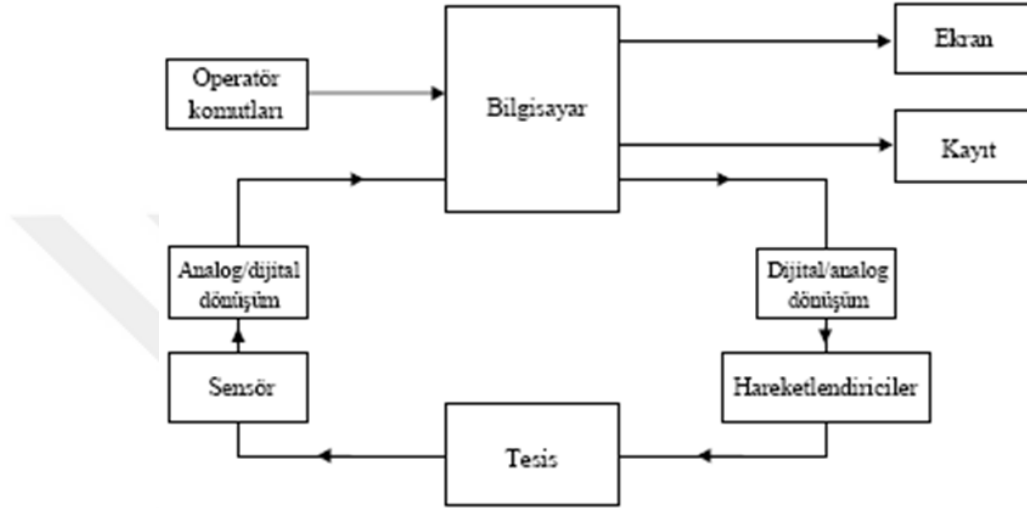 Ekran
Operatör
komutları
Bilgisayar
Kayıt
Analog/dijital
dönüşüm
Dijital/analog
dönüşüm
Sensör
Hareketlendiriciler
Tesis